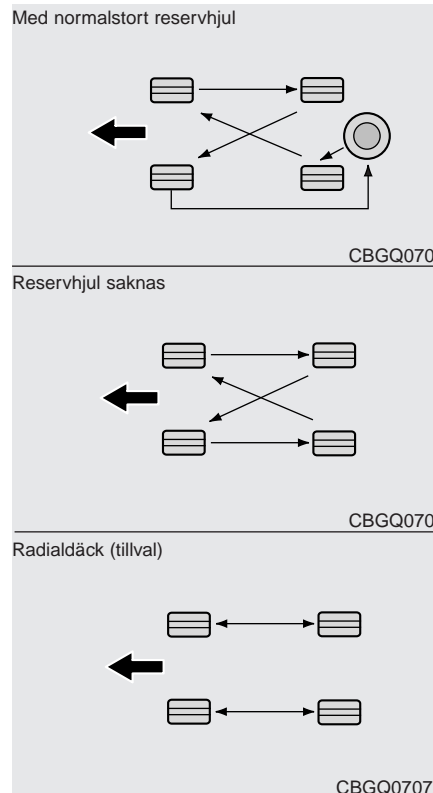 Med normalstort reservhjul
CBGQ070
Reservhjul saknas
CBGQ070
Radialdäck (tillval)
CBGQ0707